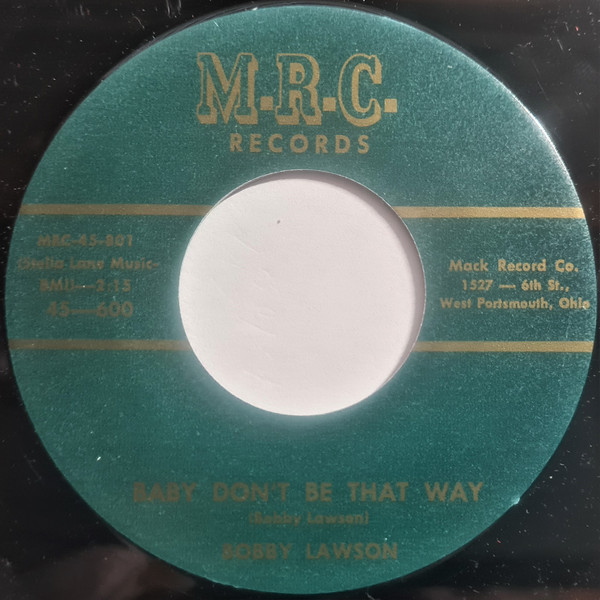 M.R.C.
RECORDS
MRC-45-801
(Stella Lane Music-
BMI)—2:15
45—600
Mack Record Co.
1527 — 6th St.,
West Portsmouth, Ohio
BABY DON'T BE THAT WAY
(Bobby Lawson)
BOBBY LAWSON